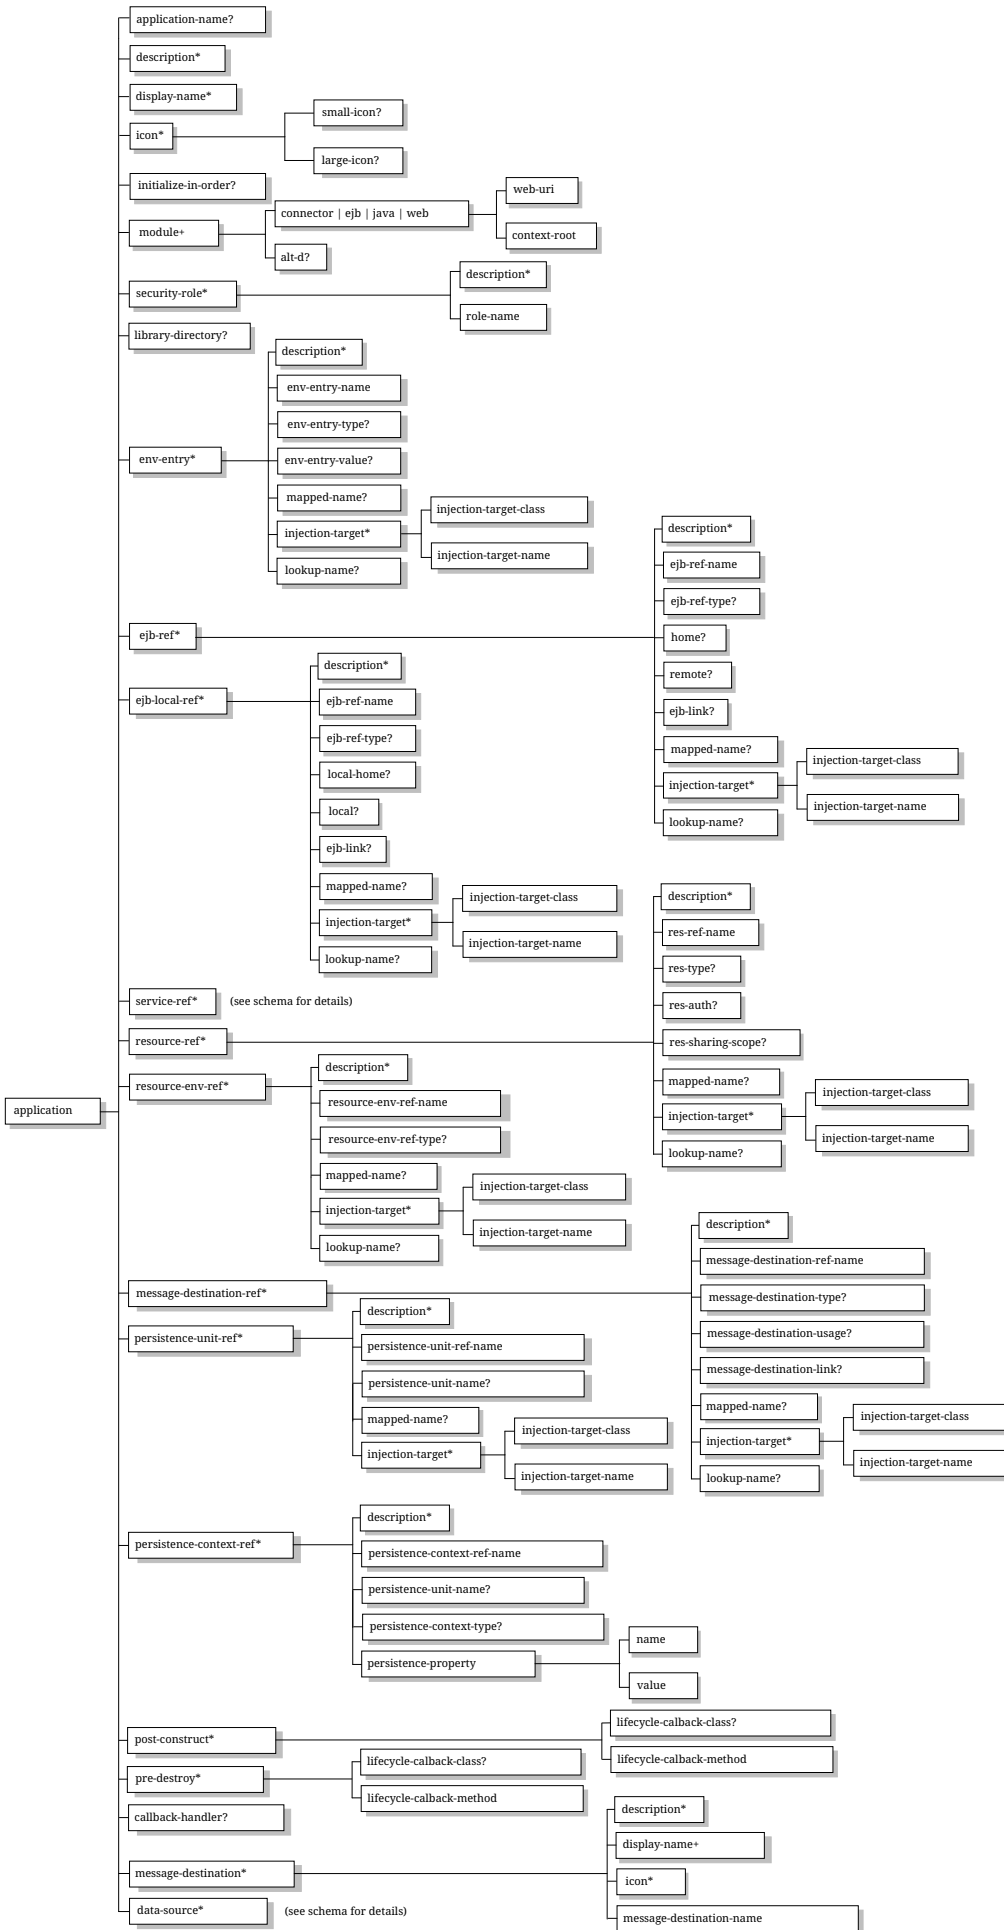 application
application-name?
description*
display-name*
icon*
small-icon?
large-icon?
initialize-in-order?
module+
connector | ejb | java | web
web-uri
context-root
alt-d?
security-role*
description*
role-name
library-directory?
env-entry*
description*
env-entry-name
env-entry-type?
env-entry-value?
mapped-name?
injection-target*
injection-target-class
injection-target-name
lookup-name?
ejb-ref*
description*
ejb-ref-name
ejb-ref-type?
home?
remote?
ejb-link?
mapped-name?
injection-target*
injection-target-class
injection-target-name
lookup-name?
ejb-local-ref*
description*
ejb-ref-name
ejb-ref-type?
local-home?
local?
ejb-link?
mapped-name?
injection-target*
injection-target-class
injection-target-name
lookup-name?
service-ref*
(see schema for details)
resource-ref*
description*
res-ref-name
res-type?
res-auth?
res-sharing-scope?
mapped-name?
injection-target*
injection-target-class
injection-target-name
lookup-name?
resource-env-ref*
description*
resource-env-ref-name
resource-env-ref-type?
mapped-name?
injection-target*
injection-target-class
injection-target-name
lookup-name?
message-destination-ref*
description*
message-destination-ref-name
message-destination-type?
message-destination-usage?
message-destination-link?
mapped-name?
injection-target*
injection-target-class
injection-target-name
lookup-name?
persistence-unit-ref*
description*
persistence-unit-ref-name
persistence-unit-name?
mapped-name?
injection-target*
injection-target-class
injection-target-name
persistence-context-ref*
description*
persistence-context-ref-name
persistence-unit-name?
persistence-context-type?
persistence-property
name
value
post-construct*
lifecycle-calback-class?
lifecycle-calback-method
pre-destroy*
lifecycle-calback-class?
lifecycle-calback-method
callback-handler?
message-destination*
description*
display-name+
icon*
message-destination-name
data-source*
(see schema for details)